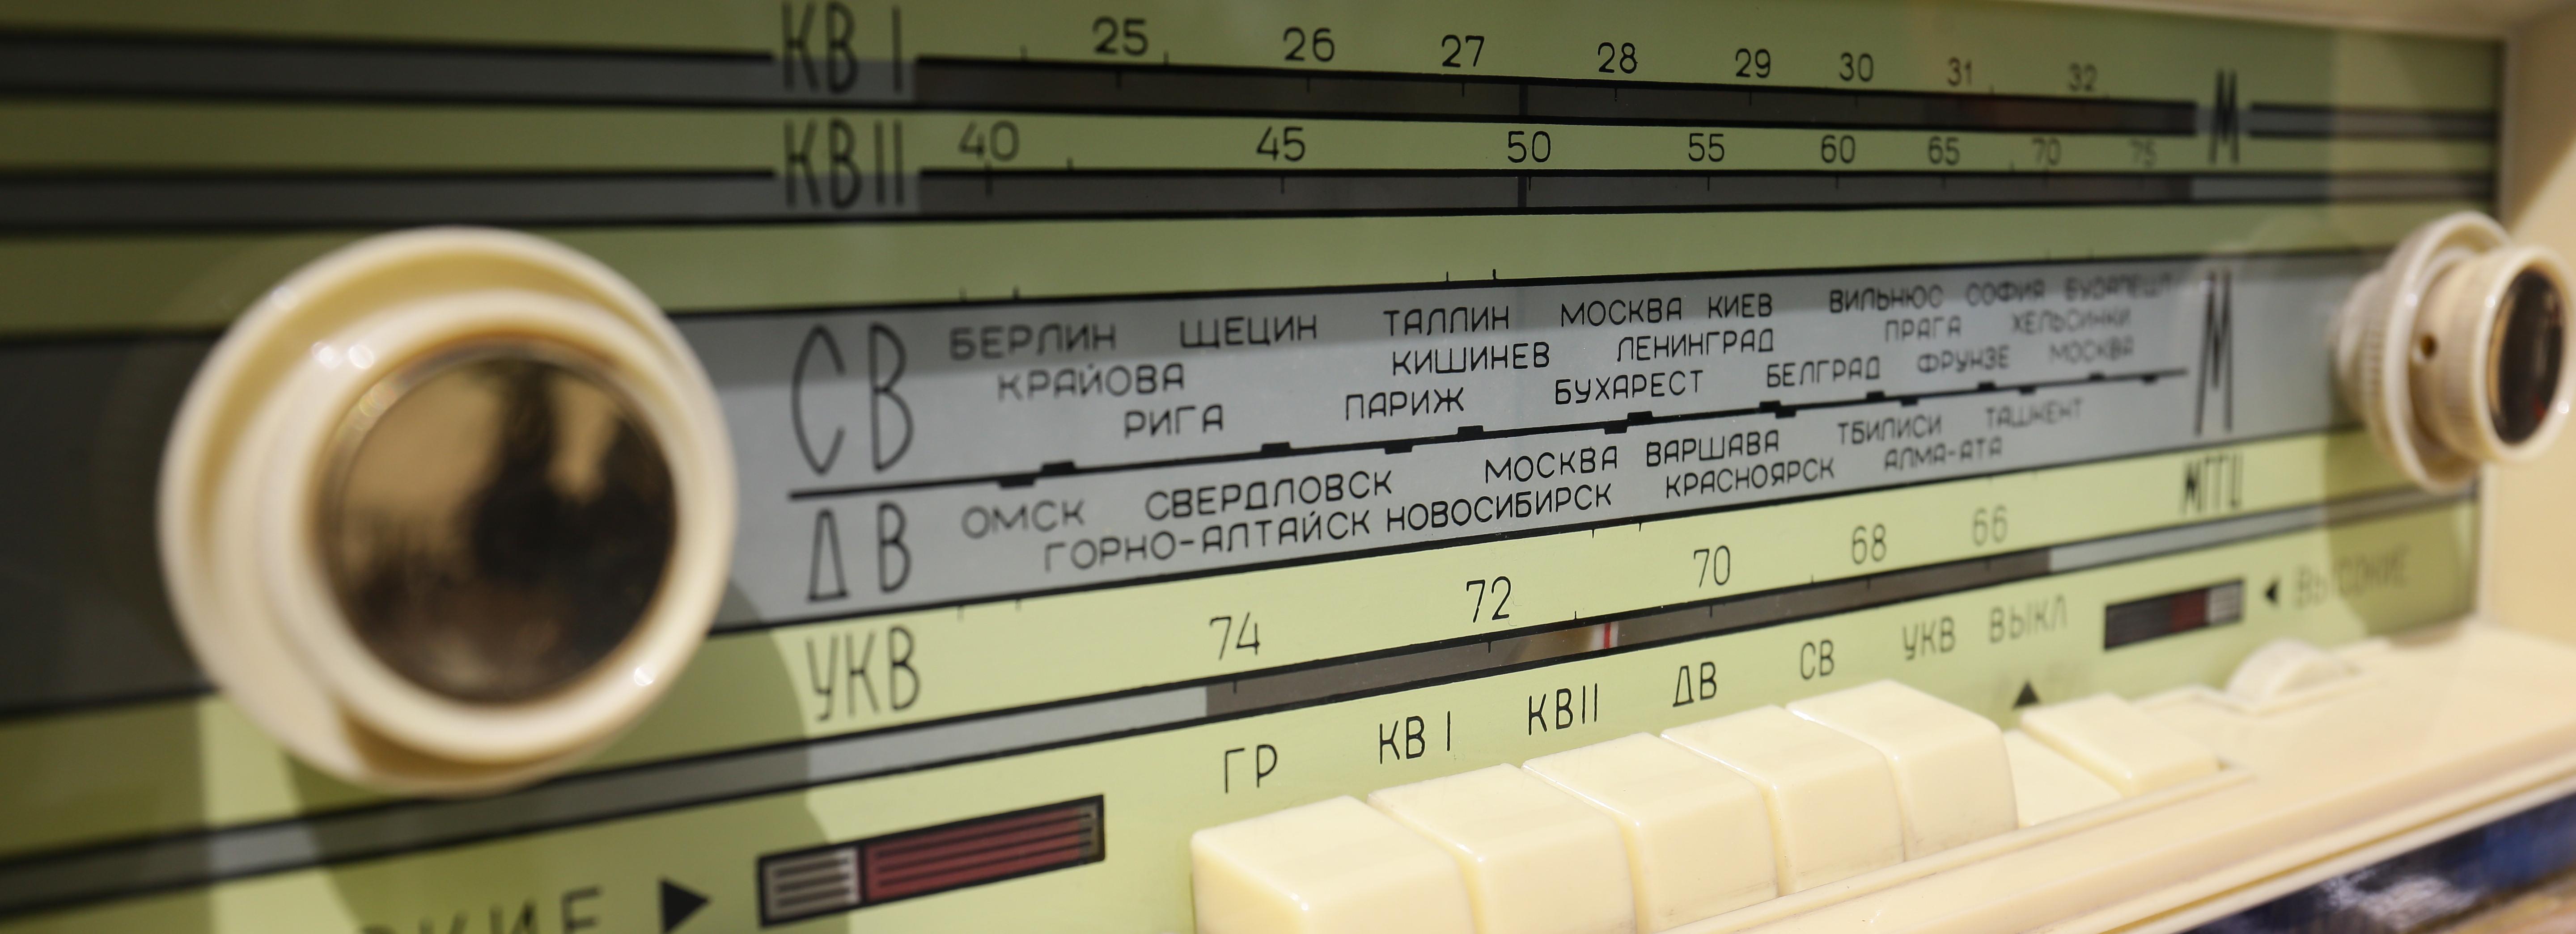 КВ I 25 26 27 28 29 30 31 32 М
КВ II 40 45 50 55 60 65 70 75
СВ БЕРЛИН ЩЕЦИН ТАЛЛИН МОСКВА КИЕВ ВИЛЬНЮС СОФИЯ БУДАПЕШТ М
КРАЙОВА КИШИНЕВ ЛЕНИНГРАД ПРАГА ХЕЛЬСИНКИ
РИГА ПАРИЖ БУХАРЕСТ БЕЛГРАД ФРУНЗЕ МОСКВА
ДВ ОМСК СВЕРДЛОВСК МОСКВА ВАРШАВА ТБИЛИСИ ТАШКЕНТ
ГОРНО-АЛТАЙСК НОВОСИБИРСК КРАСНОЯРСК АЛМА-АТА
УКВ 74 72 70 68 66 МГГЦ
ГР КВ I КВ II ДВ СВ УКВ ВЫКЛ ВЫСОКИЕ